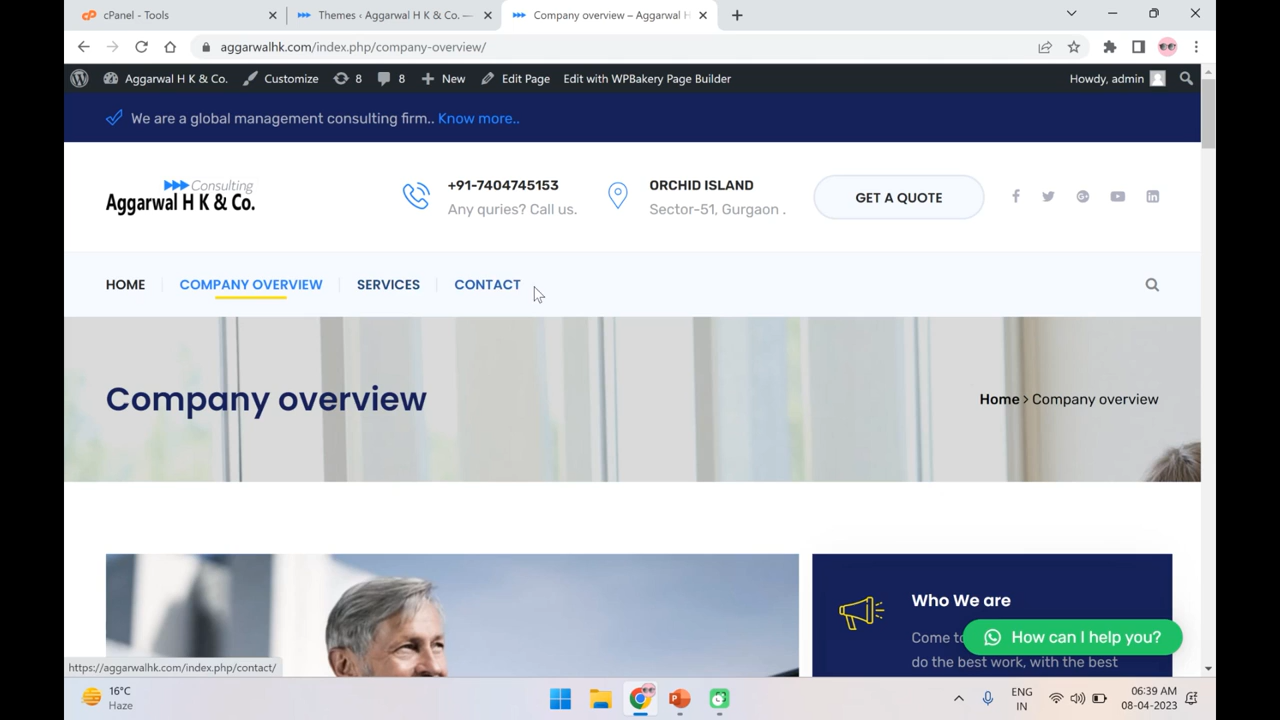 cPanel - Tools
Themes ‹ Aggarwal H K & Co. —
Company overview – Aggarwal H
aggarwalhk.com/index.php/company-overview/
Aggarwal H K & Co.
Customize
8
8
New
Edit Page
Edit with WPBakery Page Builder
Howdy, admin
We are a global management consulting firm.. Know more..
Consulting
Aggarwal H K & Co.
+91-7404745153
Any quries? Call us.
ORCHID ISLAND
Sector-51, Gurgaon .
GET A QUOTE
HOME
COMPANY OVERVIEW
SERVICES
CONTACT
Company overview
Home > Company overview
Who We are
Come to
do the best work, with the best
How can I help you?
https://aggarwalhk.com/index.php/contact/
16°C
Haze
ENG
IN
06:39 AM
08-04-2023